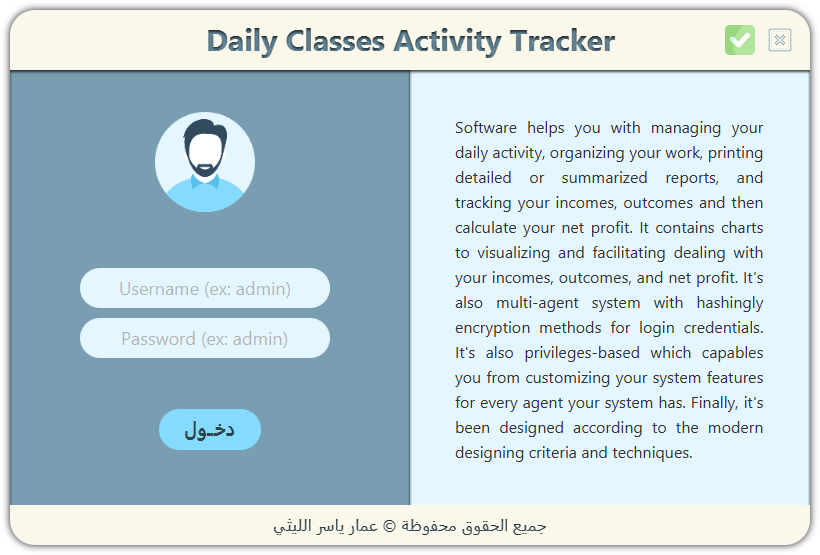 Daily Classes Activity Tracker
Username (ex: admin)
Password (ex: admin)
دخـول
Software helps you with managing your
daily activity, organizing your work, printing
detailed or summarized reports, and
tracking your incomes, outcomes and then
calculate your net profit. It contains charts
to visualizing and facilitating dealing with
your incomes, outcomes, and net profit. It's
also multi-agent system with hashingly
encryption methods for login credentials.
It's also privileges-based which capables
you from customizing your system features
for every agent your system has. Finally, it's
been designed according to the modern
designing criteria and techniques.
جميع الحقوق محفوظة © عمار ياسر الليثي